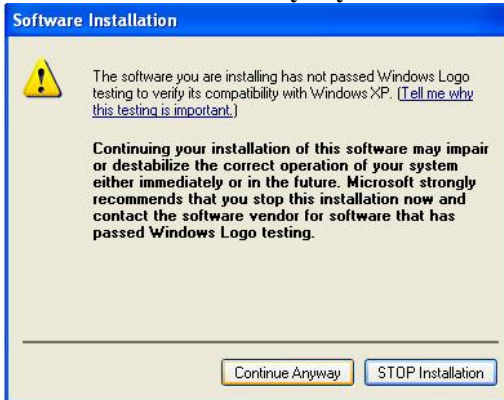 Software Installation
The software you are installing has not passed Windows Logo
testing to verify its compatibility with Windows XP. (Tell me why
this testing is important.)
Continuing your installation of this software may impair
or destabilize the correct operation of your system
either immediately or in the future. Microsoft strongly
recommends that you stop this installation now and
contact the software vendor for software that has
passed Windows Logo testing.
Continue Anyway STOP Installation